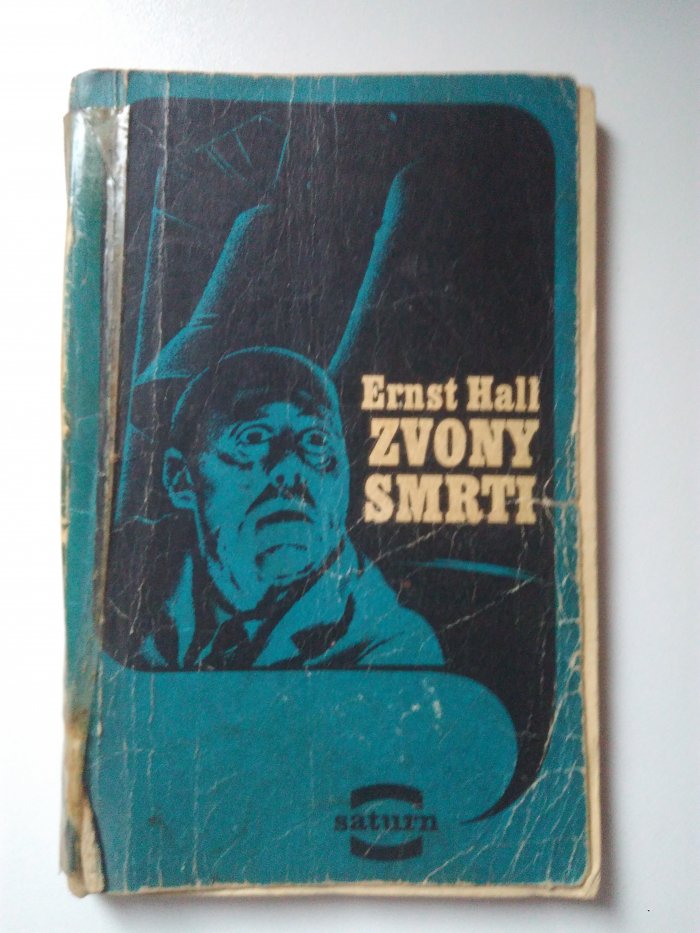 Ernst Hall
ZVONY
SMRTI
saturn